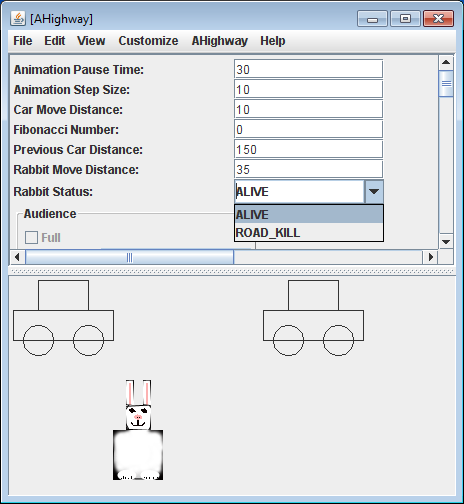 [AHighway]
File Edit View Customize AHighway Help
Animation Pause Time: 30
Animation Step Size: 10
Car Move Distance: 10
Fibonacci Number: 0
Previous Car Distance: 150
Rabbit Move Distance: 35
Rabbit Status: ALIVE
ALIVE
Audience
ROAD_KILL
Full